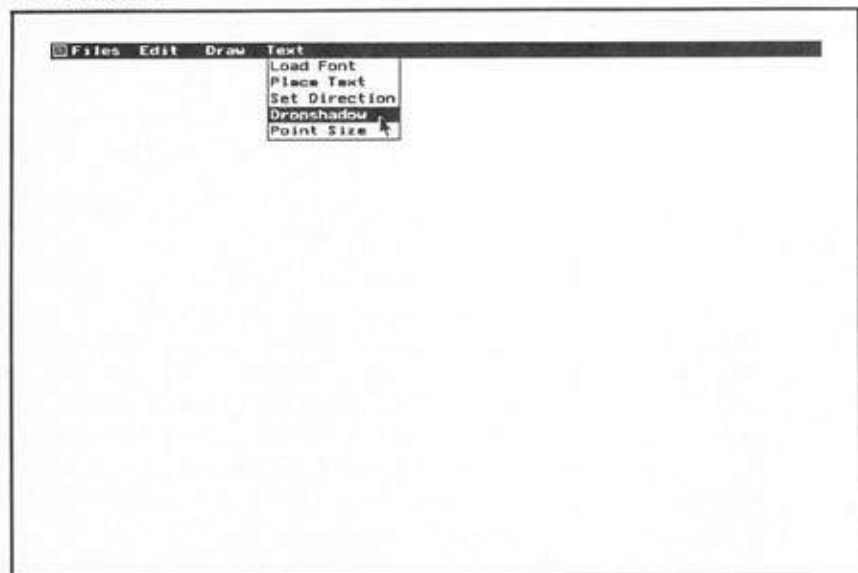 Files Edit Draw Text
Load Font
Place Text
Set Direction
Dropshadow
Point Size